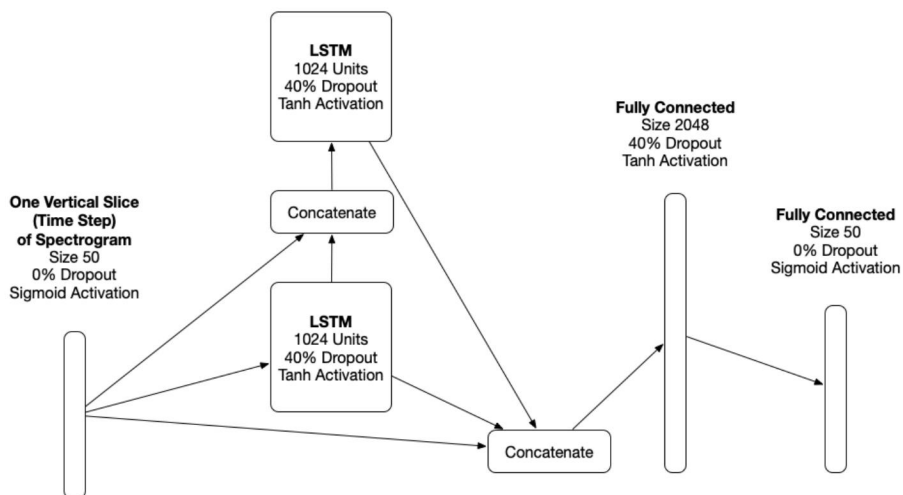 One Vertical Slice
(Time Step)
of Spectrogram
Size 50
0% Dropout
Sigmoid Activation
LSTM
1024 Units
40% Dropout
Tanh Activation
Concatenate
LSTM
1024 Units
40% Dropout
Tanh Activation
Concatenate
Fully Connected
Size 2048
40% Dropout
Tanh Activation
Fully Connected
Size 50
0% Dropout
Sigmoid Activation